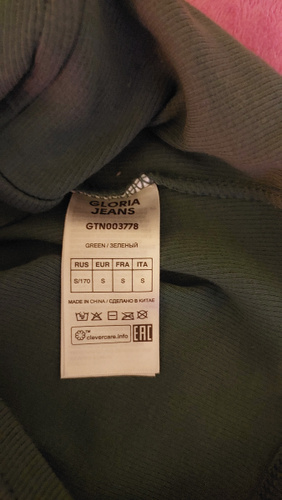 GLORIA
JEANS
GTN003778
GREEN / ЗЕЛЕНЫЙ
RUS EUR FRA ITA
S/170 S S S
MADE IN CHINA / СДЕЛАНО В КИТАЕ
clevercare.info EAC